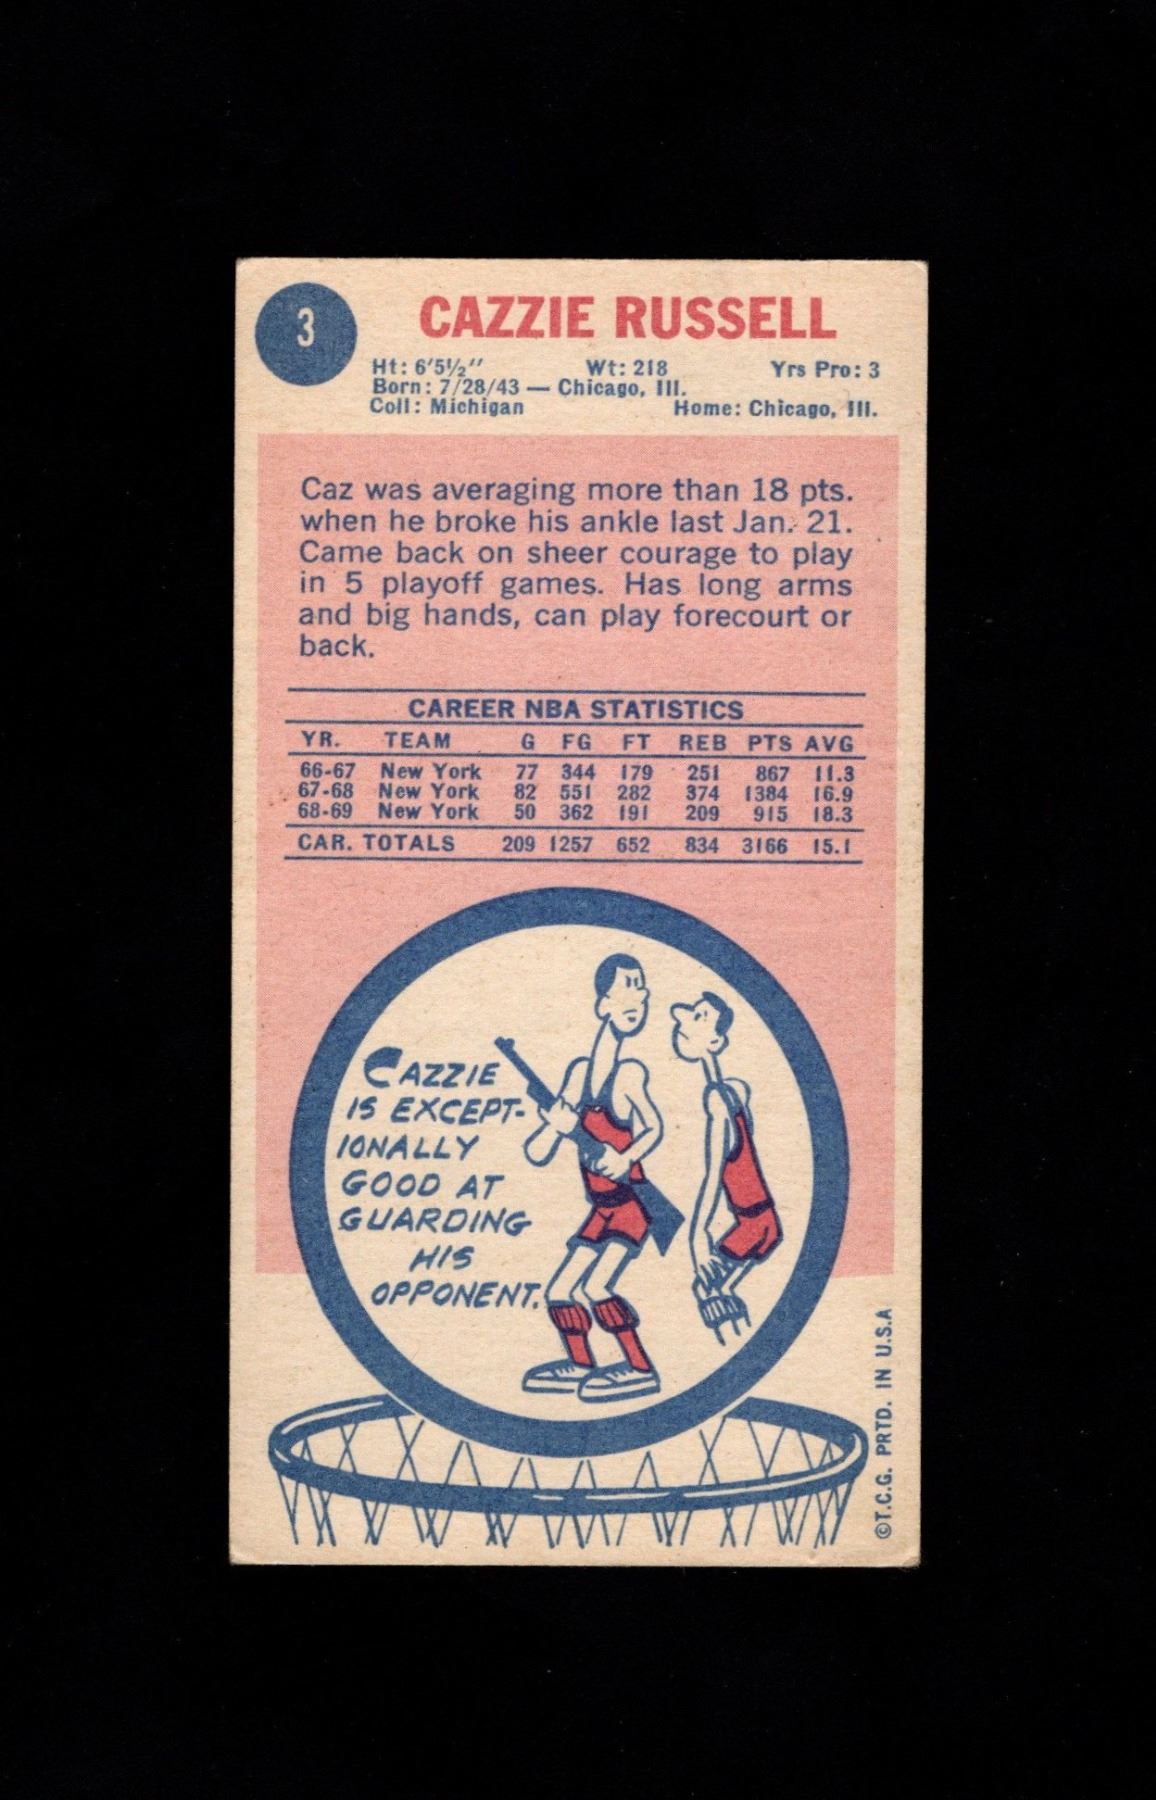 3
CAZZIE RUSSELL
Ht: 6'5½" Wt: 218 Yrs Pro: 3
Born: 7/28/43 — Chicago, Ill.
Coll: Michigan Home: Chicago, Ill.
Caz was averaging more than 18 pts.
when he broke his ankle last Jan. 21.
Came back on sheer courage to play
in 5 playoff games. Has long arms
and big hands, can play forecourt or
back.
CAREER NBA STATISTICS
YR. TEAM G FG FT REB PTS AVG
66-67 New York 77 344 179 251 867 11.3
67-68 New York 82 551 282 374 1384 16.9
68-69 New York 50 362 191 209 915 18.3
CAR. TOTALS 209 1257 652 834 3166 15.1
CAZZIE
IS EXCEPT-
IONALLY
GOOD AT
GUARDING
HIS
OPPONENT.
©T.C.G. PRTD. IN U.S.A